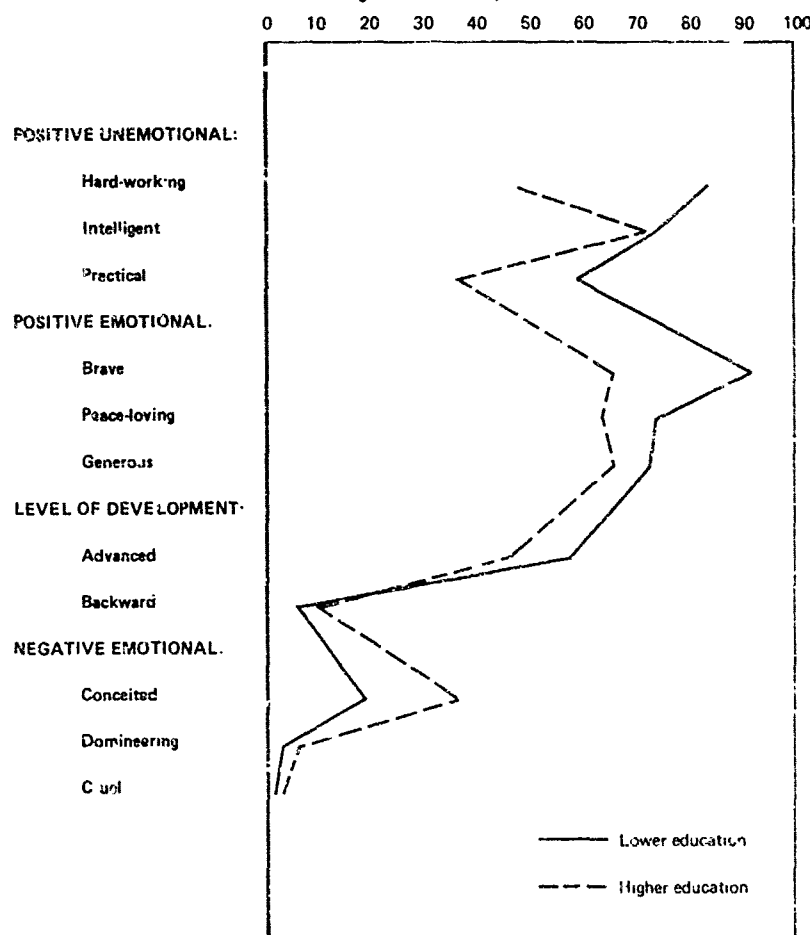 0 10 20 30 40 50 60 70 80 90 100
POSITIVE UNEMOTIONAL:
Hard-working
Intelligent
Practical
POSITIVE EMOTIONAL.
Brave
Peace-loving
Generous
LEVEL OF DEVELOPMENT·
Advanced
Backward
NEGATIVE EMOTIONAL.
Conceited
Domineering
Lower education
Higher education